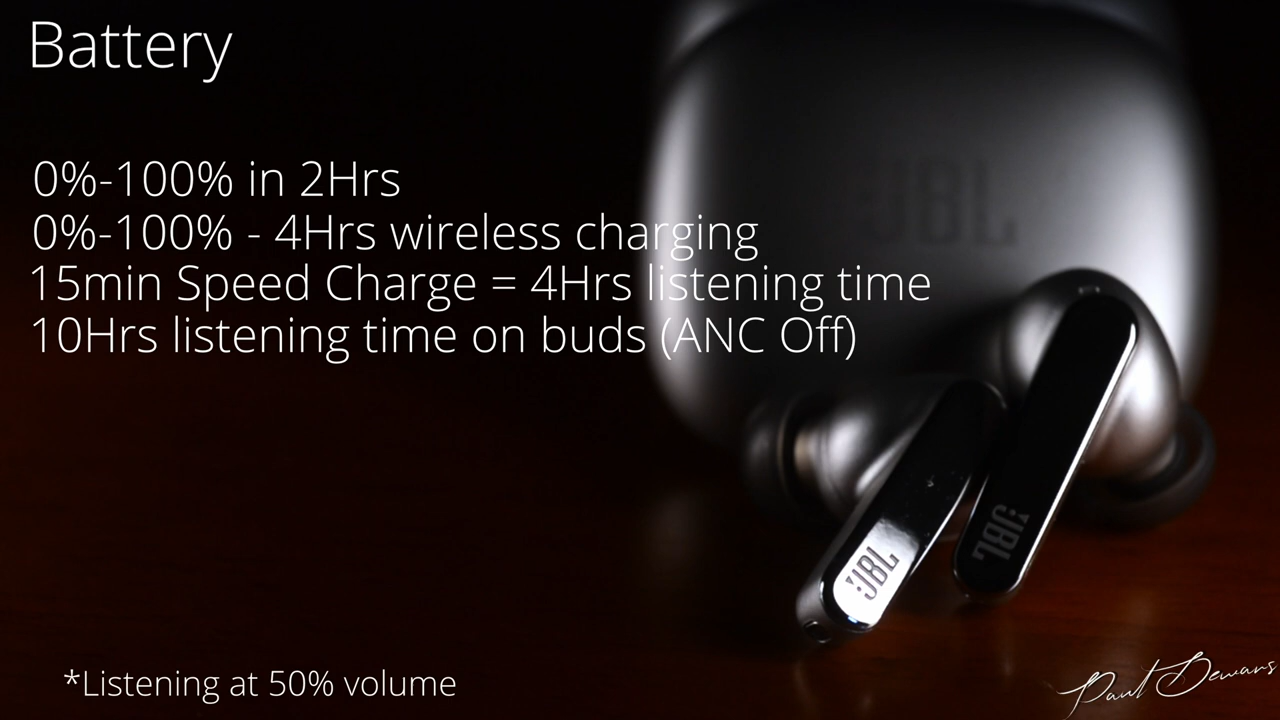 Battery
0%-100% in 2Hrs
0%-100% - 4Hrs wireless charging
15min Speed Charge = 4Hrs listening time
10Hrs listening time on buds (ANC Off)
JBL
JBL
JBL
*Listening at 50% volume
Paul Dewars